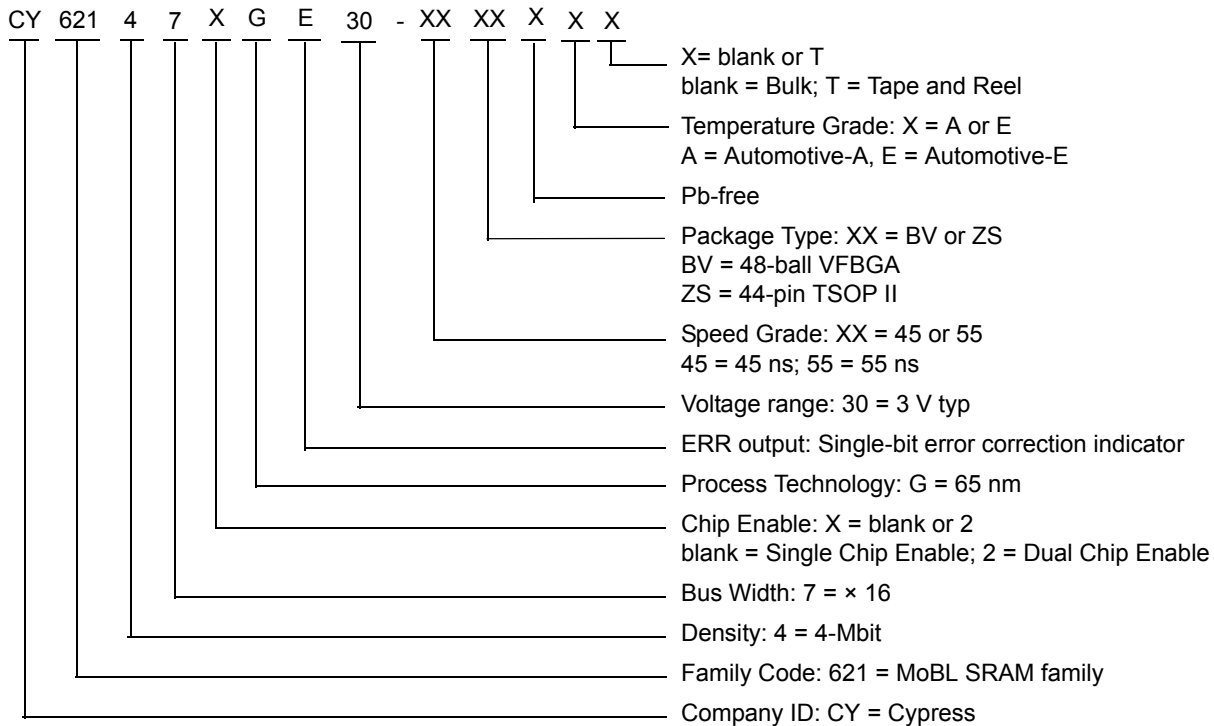 CY 621 4 7 X G E 30 - XX XX X X X
X= blank or T
blank = Bulk; T = Tape and Reel
Temperature Grade: X = A or E
A = Automotive-A, E = Automotive-E
Pb-free
Package Type: XX = BV or ZS
BV = 48-ball VFBGA
ZS = 44-pin TSOP II
Speed Grade: XX = 45 or 55
45 = 45 ns; 55 = 55 ns
Voltage range: 30 = 3 V typ
ERR output: Single-bit error correction indicator
Process Technology: G = 65 nm
Chip Enable: X = blank or 2
blank = Single Chip Enable; 2 = Dual Chip Enable
Bus Width: 7 = × 16
Density: 4 = 4-Mbit
Family Code: 621 = MoBL SRAM family
Company ID: CY = Cypress